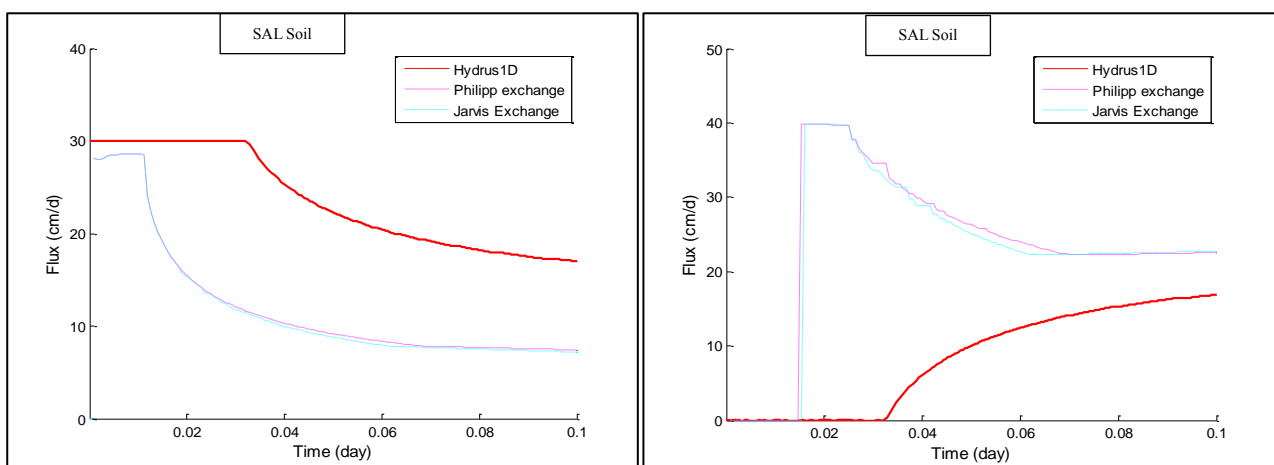 SAL Soil
40
30
20
10
0
Flux (cm/d)
Hydrus1D
Philipp exchange
Jarvis Exchange
0.02 0.04 0.06 0.08 0.1
Time (day)
SAL Soil
50
40
30
20
10
0
Flux (cm/d)
Hydrus1D
Philipp exchange
Jarvis Exchange
0.02 0.04 0.06 0.08 0.1
Time (day)